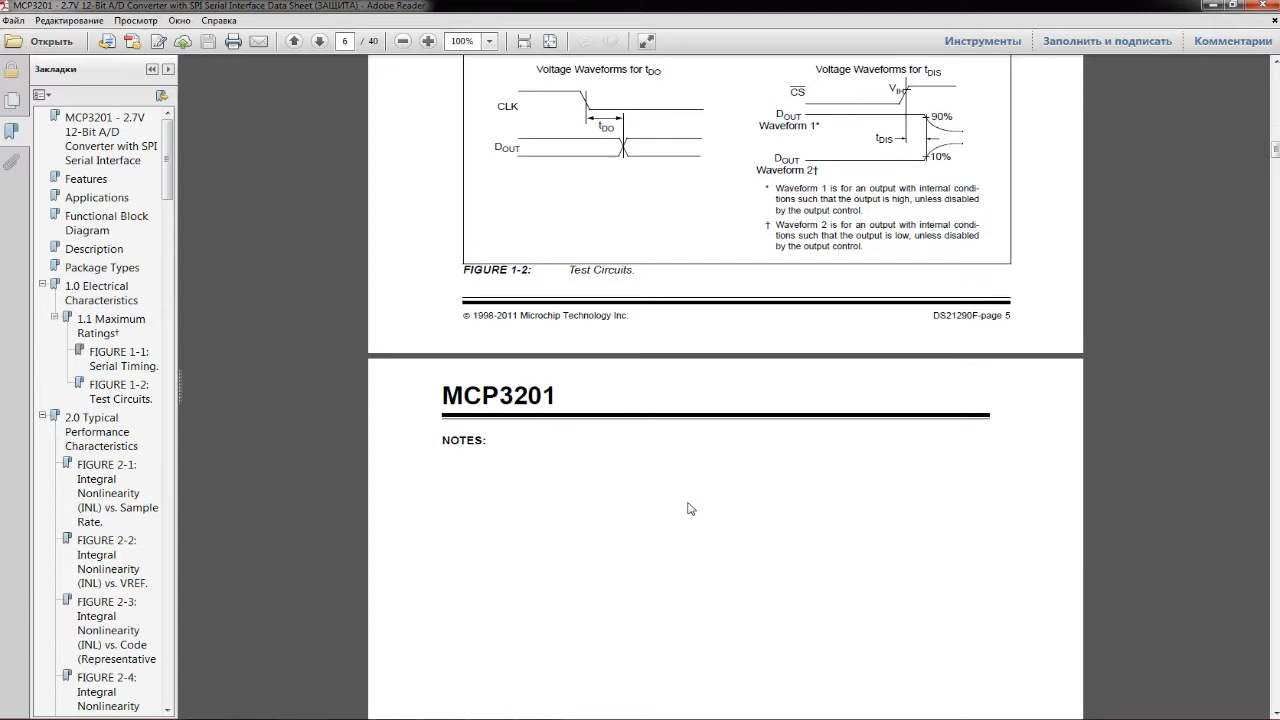 MCP3201 - 2.7V 12-Bit A/D Converter with SPI Serial Interface Data Sheet (ЗАЩИТА) - Adobe Reader
Файл Редактирование Просмотр Окно Справка
Открыть 6 / 40 100% Инструменты Заполнить и подписать Комментарии
Закладки
MCP3201 - 2.7V
12-Bit A/D
Converter with SPI
Serial Interface
Features
Applications
Functional Block
Diagram
Description
Package Types
1.0 Electrical
Characteristics
1.1 Maximum
Ratings†
FIGURE 1-1:
Serial Timing.
FIGURE 1-2:
Test Circuits.
2.0 Typical
Performance
Characteristics
FIGURE 2-1:
Integral
Nonlinearity
(INL) vs. Sample
Rate.
FIGURE 2-2:
Integral
Nonlinearity
(INL) vs. VREF.
FIGURE 2-3:
Integral
Nonlinearity
(INL) vs. Code
(Representative
FIGURE 2-4:
Integral
Nonlinearity
Voltage Waveforms for tDO
CLK
tDO
DOUT
Voltage Waveforms for tDIS
CS
VIH
DOUT
Waveform 1*
90%
tDIS
DOUT
Waveform 2†
10%
* Waveform 1 is for an output with internal condi-
tions such that the output is high, unless disabled
by the output control.
† Waveform 2 is for an output with internal condi-
tions such that the output is low, unless disabled
by the output control.
FIGURE 1-2: Test Circuits.
© 1998-2011 Microchip Technology Inc. DS21290F-page 5
MCP3201
NOTES: